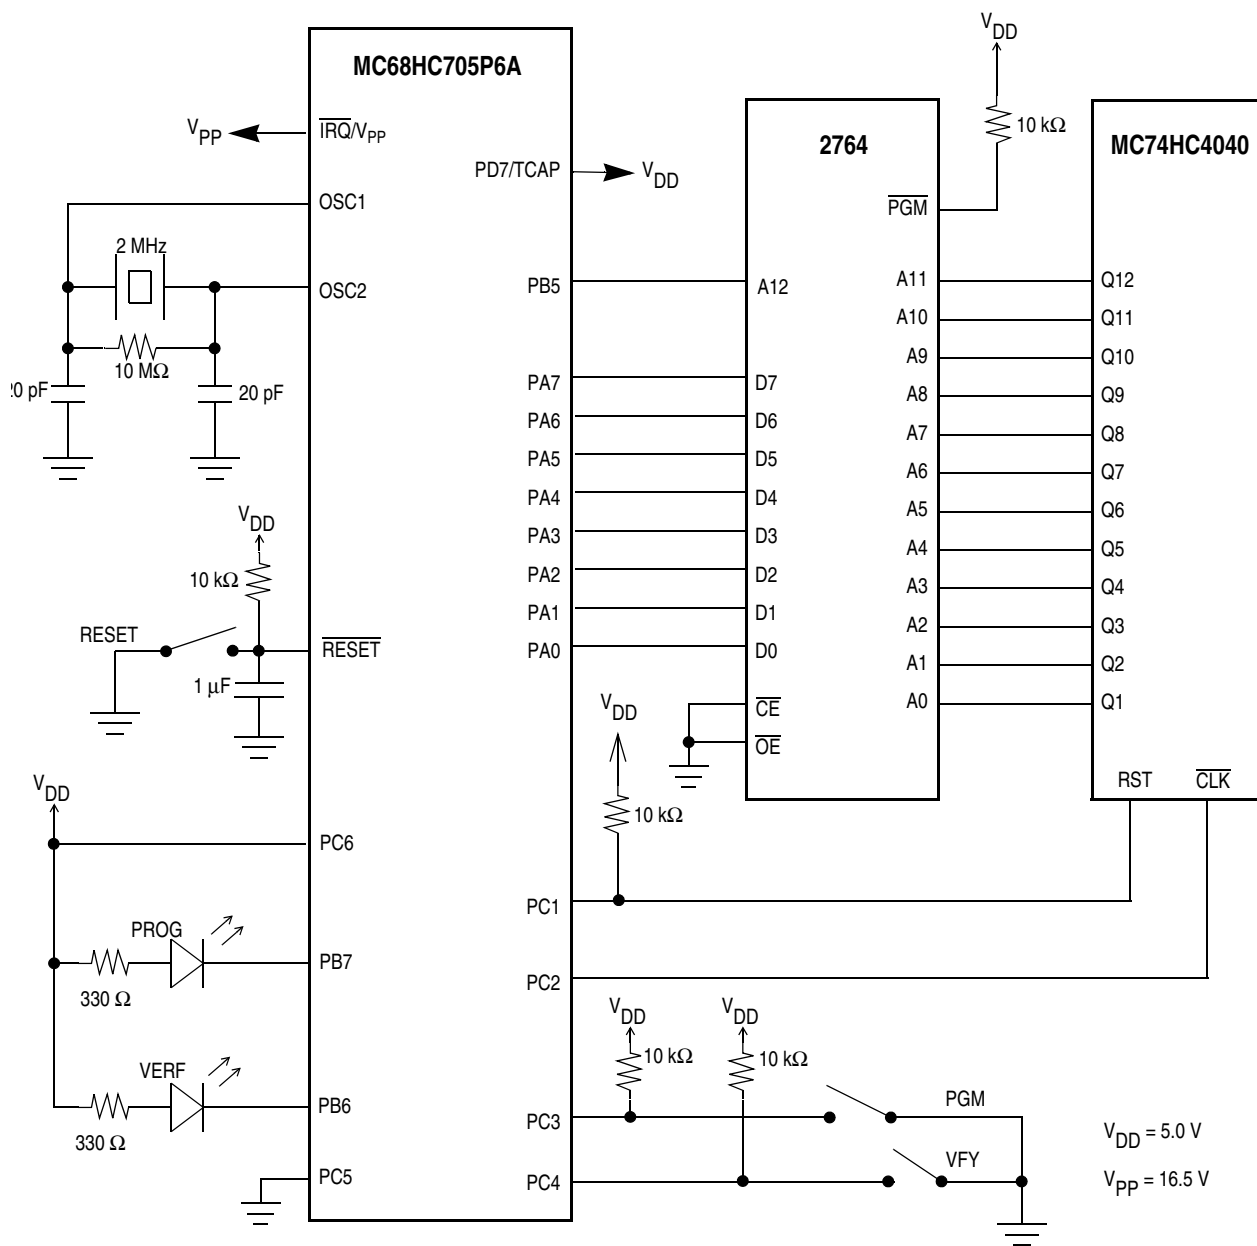 MC68HC705P6A
VPP
IRQ/VPP
PD7/TCAP
VDD
OSC1
2 MHz
OSC2
10 MΩ
20 pF
PB5
PA7
PA6
PA5
PA4
PA3
PA2
PA1
PA0
VDD
10 kΩ
RESET
RESET
1 µF
VDD
PC6
PROG
330 Ω
PB7
VERF
330 Ω
PB6
PC5
2764
VDD
10 kΩ
PGM
A12
D7
D6
D5
D4
D3
D2
D1
D0
CE
OE
A11
A10
A9
A8
A7
A6
A5
A4
A3
A2
A1
A0
MC74HC4040
Q12
Q11
Q10
Q9
Q8
Q7
Q6
Q5
Q4
Q3
Q2
Q1
RST
CLK
VDD
10 kΩ
PC1
PC2
VDD
10 kΩ
VDD
10 kΩ
PC3
PGM
PC4
VFY
VDD = 5.0 V
VPP = 16.5 V